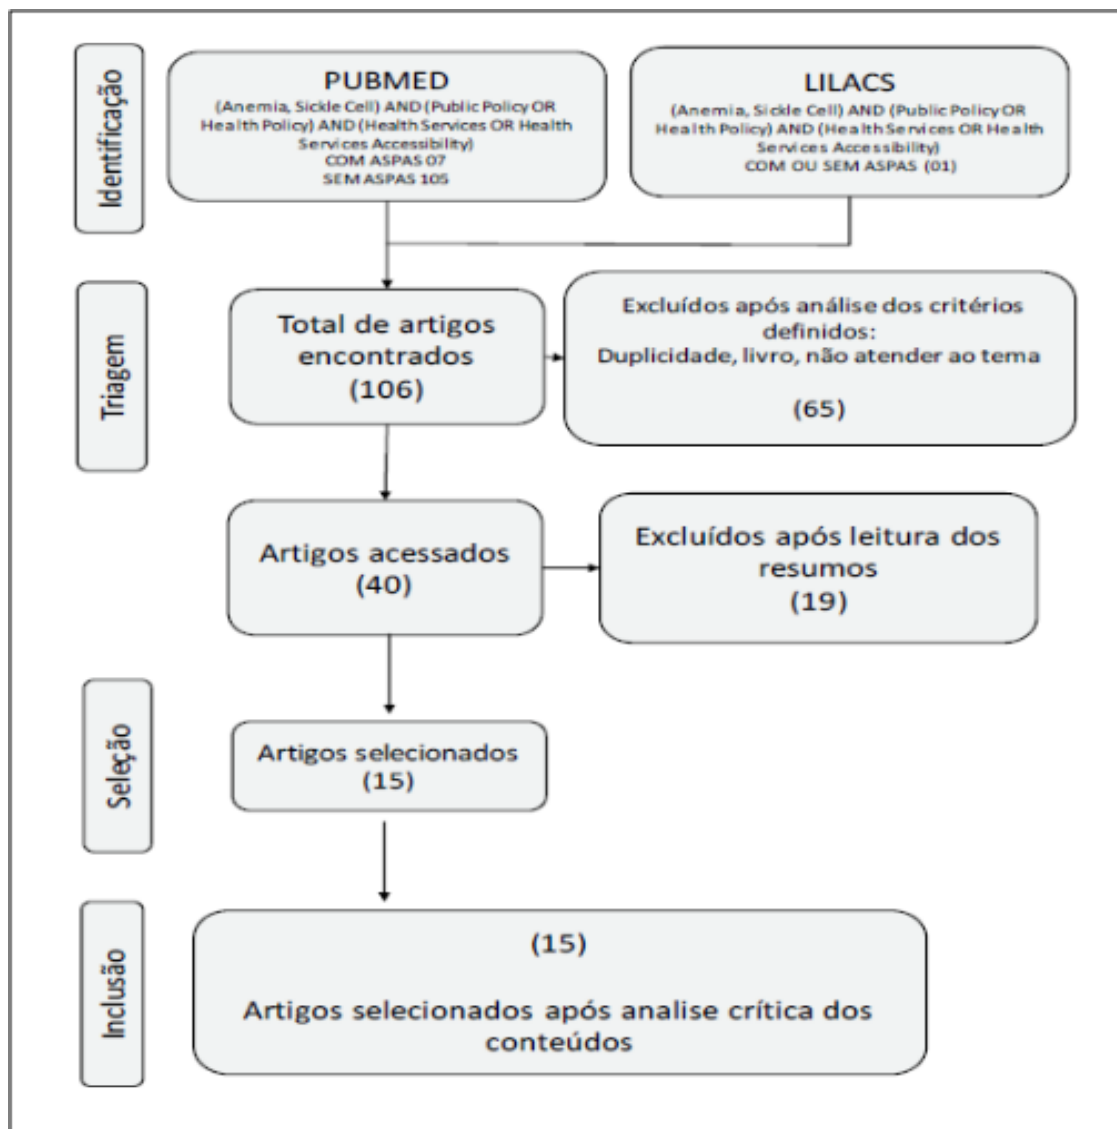 Identificação
PUBMED
(Anemia, Sickle Cell) AND (Public Policy OR
Health Policy) AND (Health Services OR Health
Services Accessibility)
COM ASPAS 07
SEM ASPAS 105
LILACS
(Anemia, Sickle Cell) AND (Public Policy OR
Health Policy) AND (Health Services OR Health
Services Accessibility)
COM OU SEM ASPAS (01)
Triagem
Total de artigos
encontrados
(106)
Excluídos após análise dos critérios
definidos:
Duplicidade, livro, não atender ao tema
(65)
Artigos acessados
(40)
Excluídos após leitura dos
resumos
(19)
Seleção
Artigos selecionados
(15)
Inclusão
(15)
Artigos selecionados após analise crítica dos
conteúdos